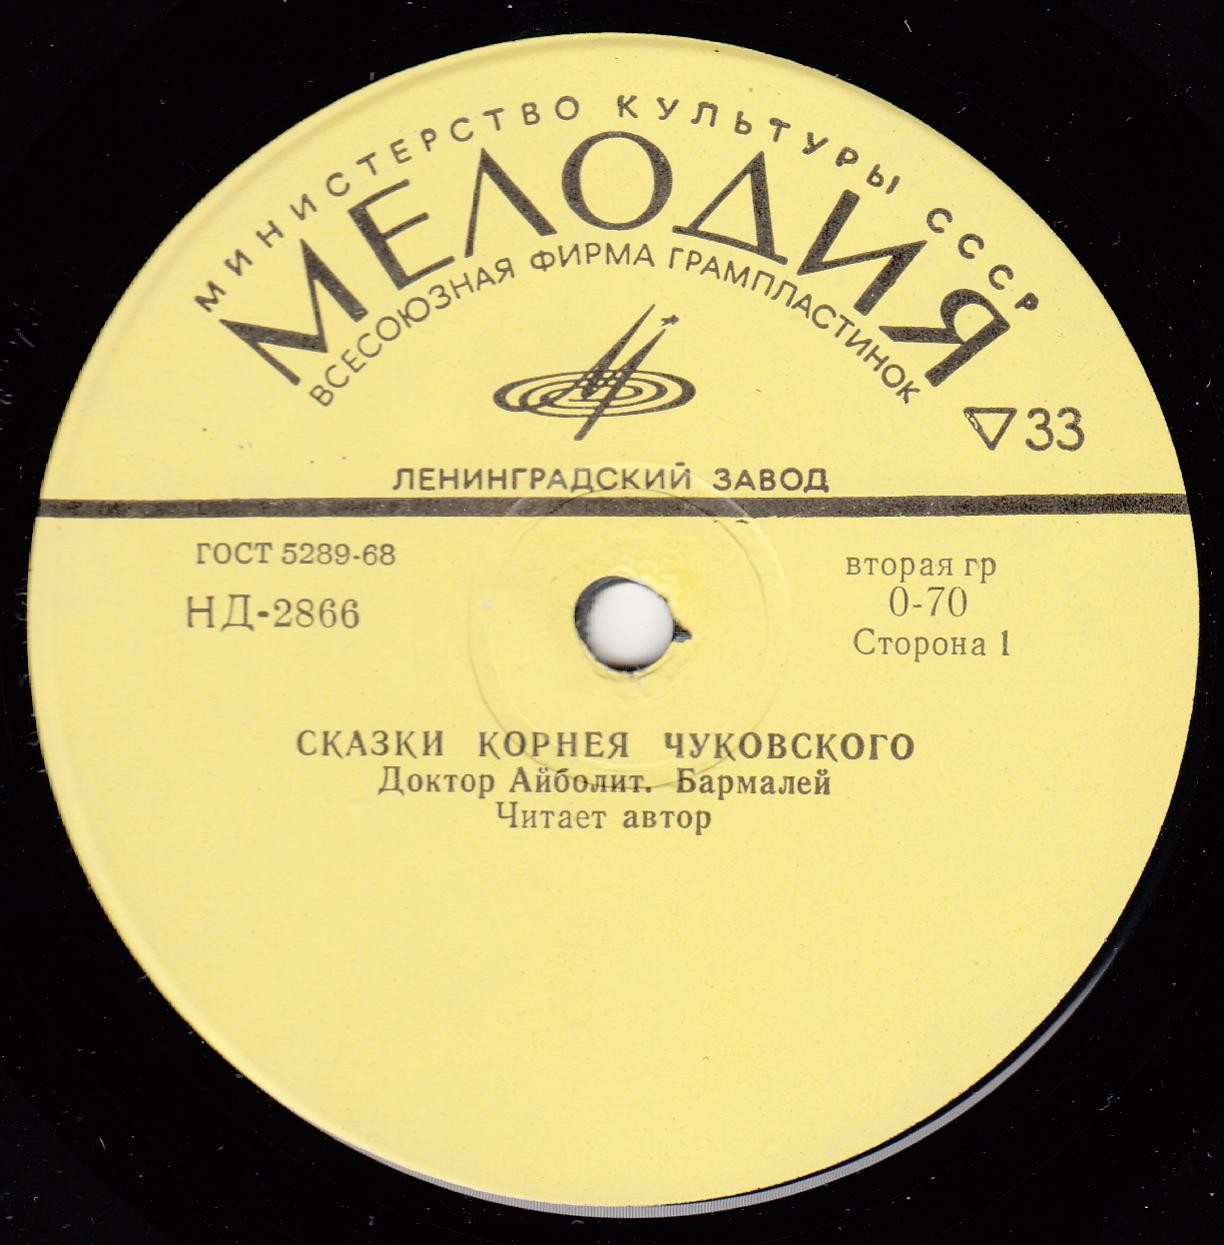 МИНИСТЕРСТВО КУЛЬТУРЫ СССР
МЕЛОДИЯ
ВСЕСОЮЗНАЯ ФИРМА ГРАМПЛАСТИНОК
33
ЛЕНИНГРАДСКИЙ ЗАВОД
ГОСТ 5289-68
НД-2866
вторая гр
0-70
Сторона 1
СКАЗКИ КОРНЕЯ ЧУКОВСКОГО
Доктор Айболит. Бармалей
Читает автор